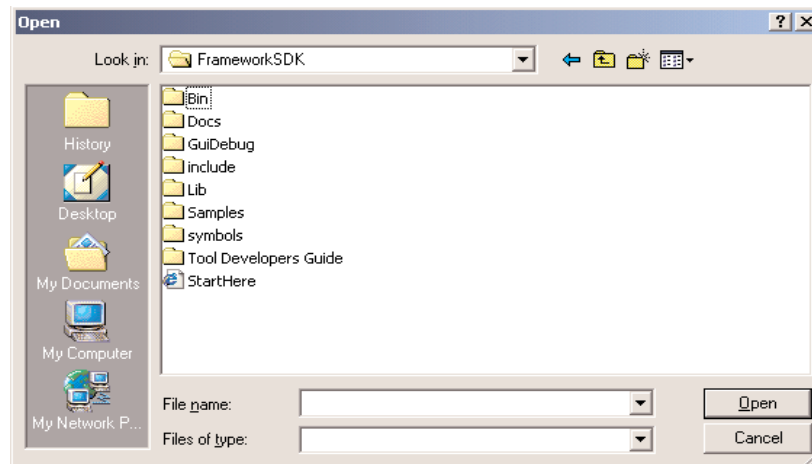 Open
Look in: FrameworkSDK
History
Desktop
My Documents
My Computer
My Network P...
Bin
Docs
GuiDebug
include
Lib
Samples
symbols
Tool Developers Guide
StartHere
File name:
Open
Files of type:
Cancel